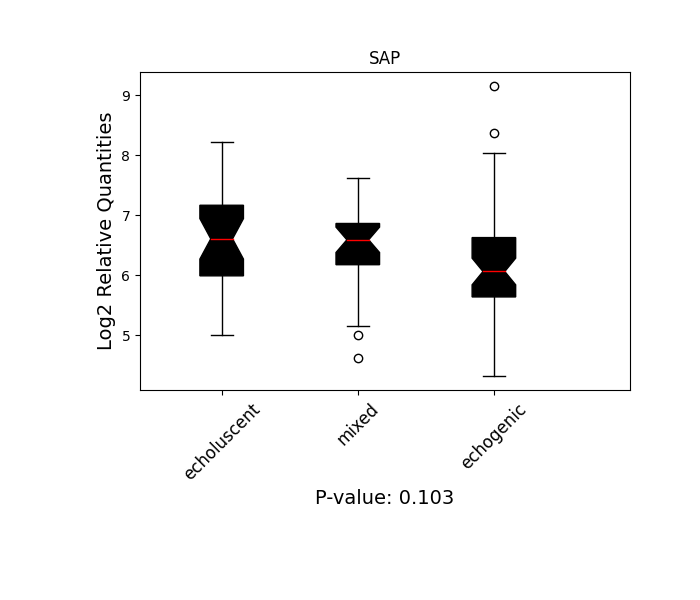 SAP
Log2 Relative Quantities
9
8
7
6
5
echoluscent
mixed
echogenic
P-value: 0.103